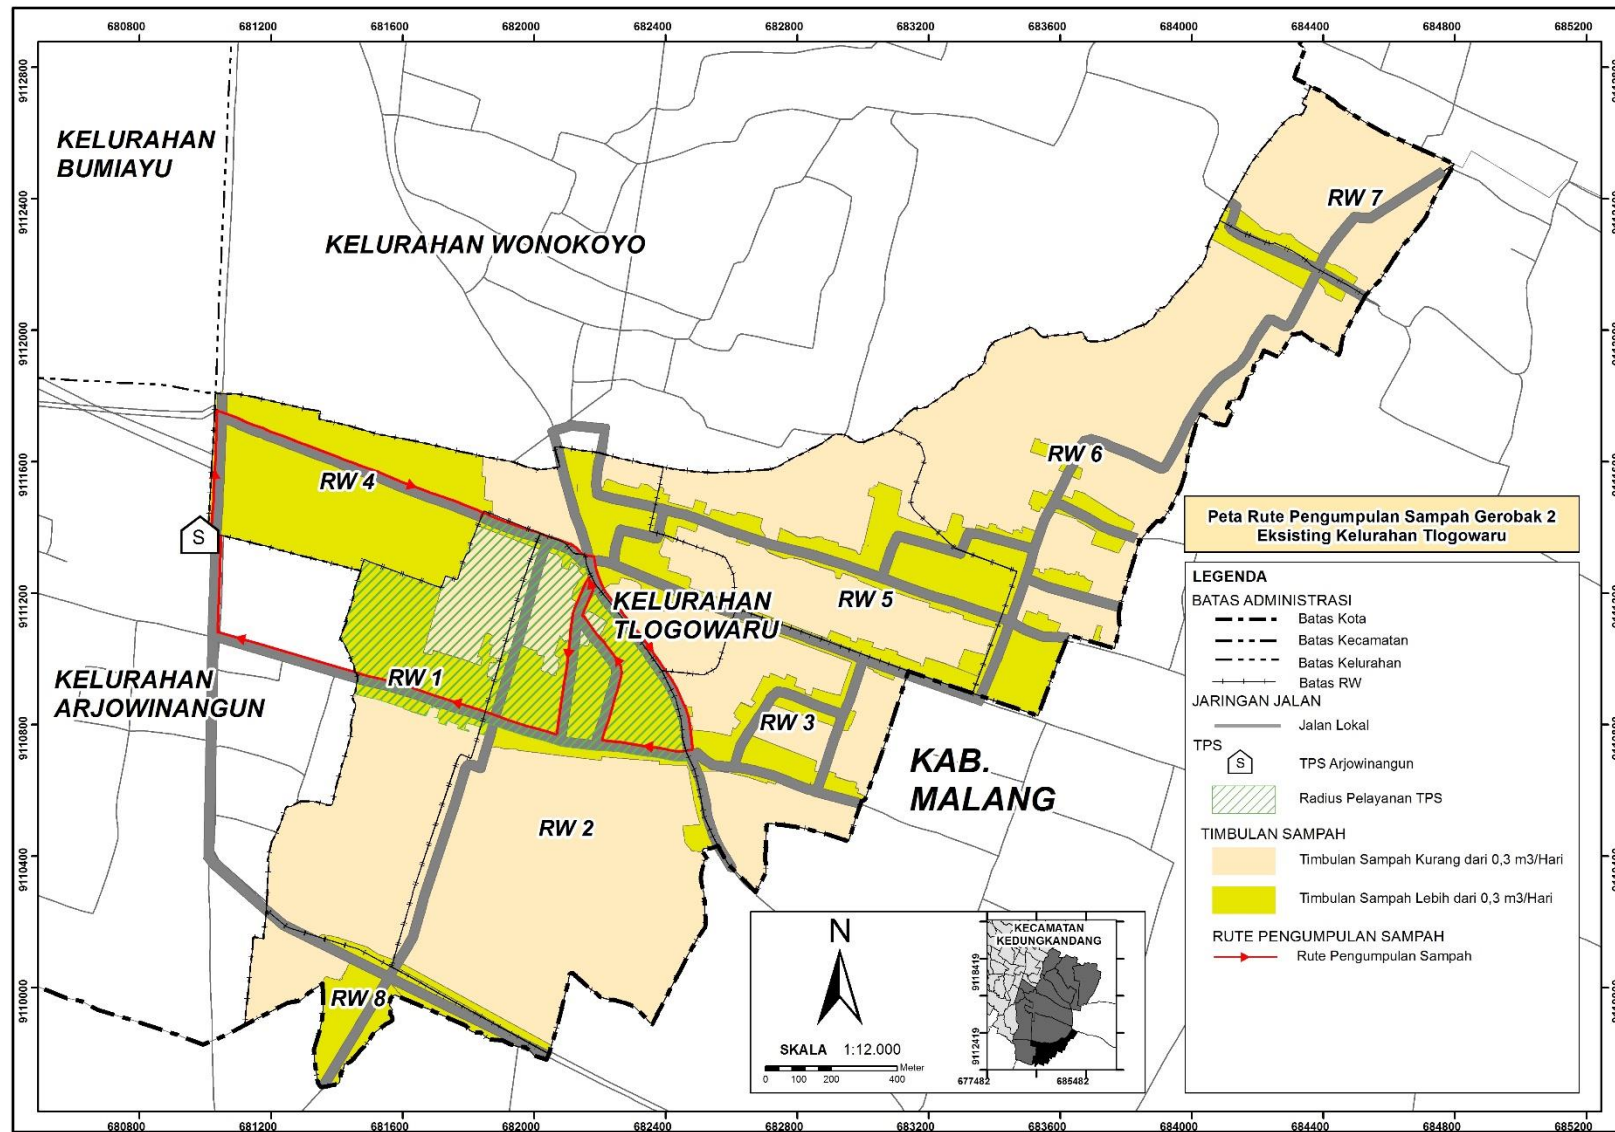 680800 681200 681600 682000 682400 682800 683200 683600 684000 684400 684800 685200
9112800
9112400
9112000
9111600
9111200
9110800
9110400
9110000
KELURAHAN
BUMIAYU
KELURAHAN WONOKOYO
RW 7
RW 4
RW 6
S
KELURAHAN
TLOGOWARU
RW 5
KELURAHAN
ARJOWINANGUN
RW 1
RW 3
KAB.
MALANG
RW 2
RW 8
Peta Rute Pengumpulan Sampah Gerobak 2
Eksisting Kelurahan Tlogowaru
LEGENDA
BATAS ADMINISTRASI
Batas Kota
Batas Kecamatan
Batas Kelurahan
Batas RW
JARINGAN JALAN
Jalan Lokal
TPS
S TPS Arjowinangun
Radius Pelayanan TPS
TIMBULAN SAMPAH
Timbulan Sampah Kurang dari 0,3 m3/Hari
Timbulan Sampah Lebih dari 0,3 m3/Hari
RUTE PENGUMPULAN SAMPAH
Rute Pengumpulan Sampah
N
SKALA 1:12.000
0 100 200 400 Meter
KECAMATAN
KEDUNGKANDANG
9118419
9112419
677482 685482
680800 681200 681600 682000 682400 682800 683200 683600 684000 684400 684800 685200